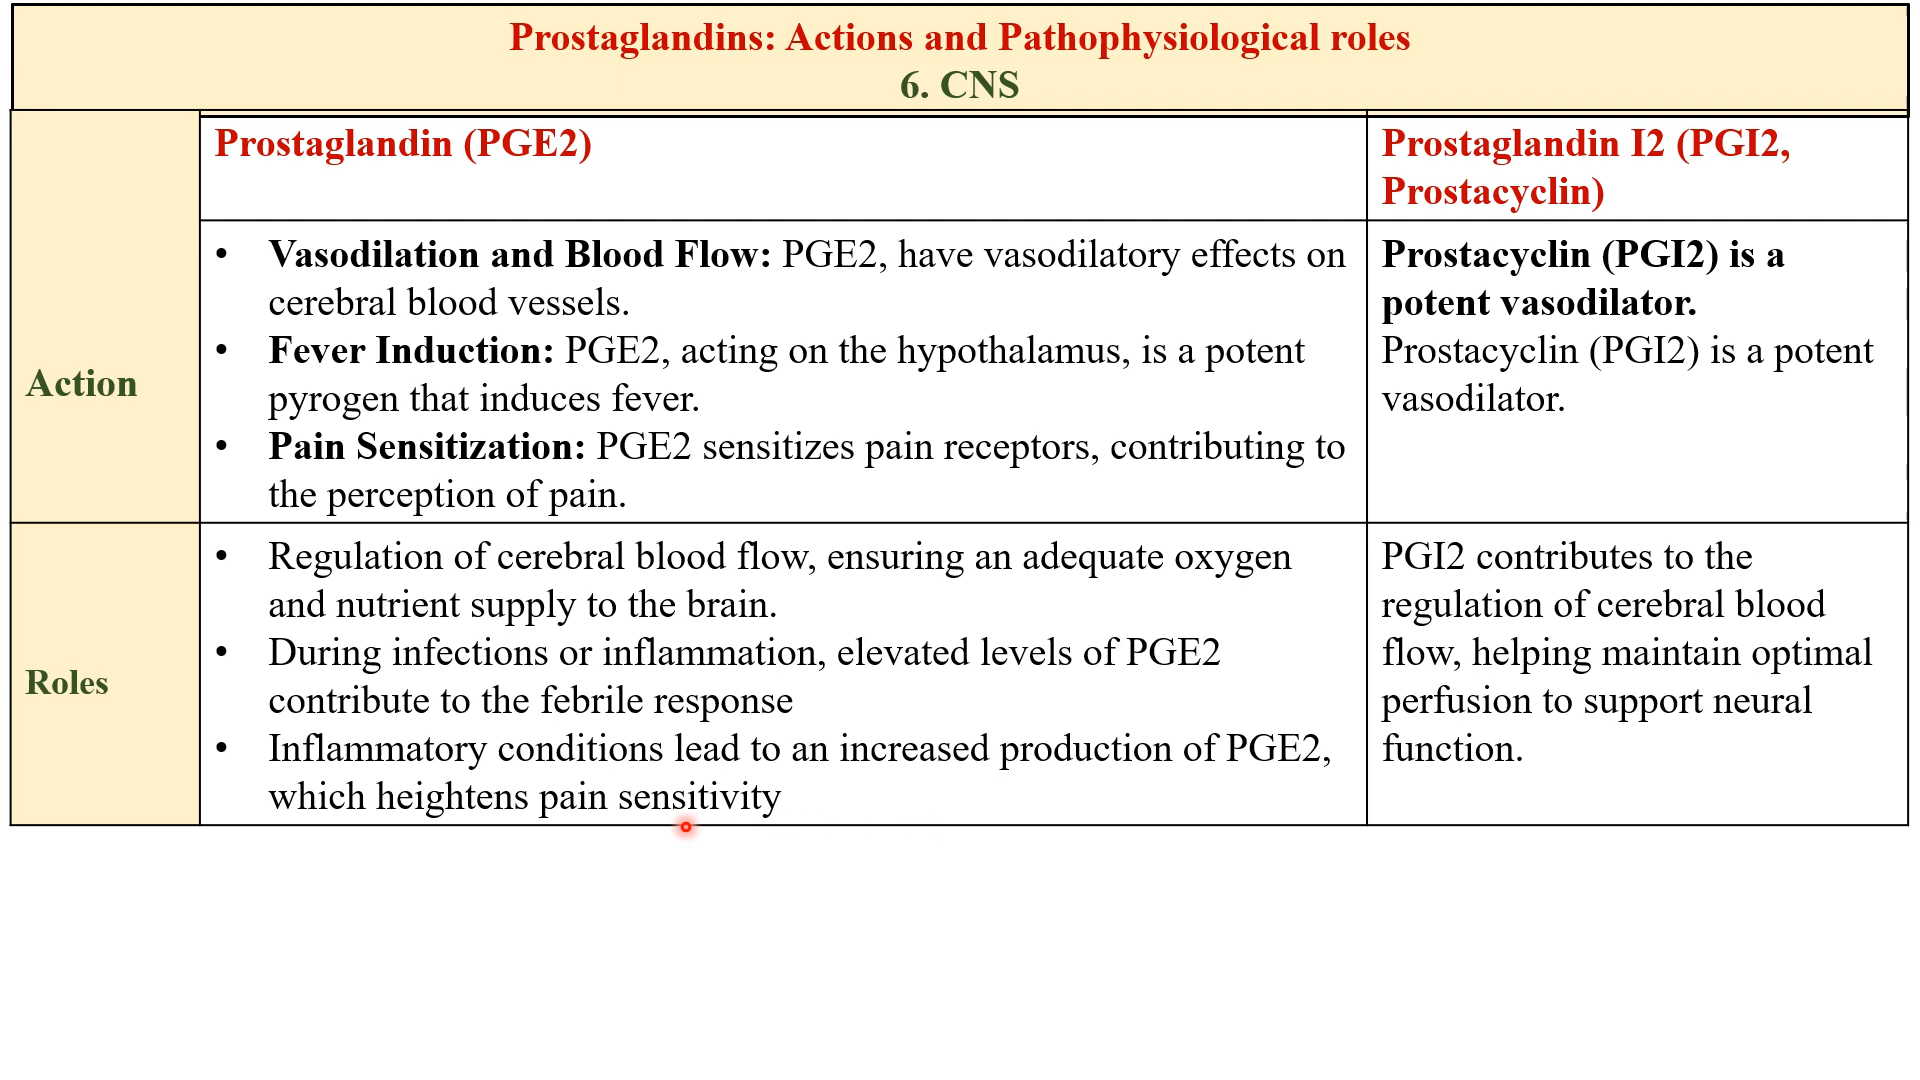 Prostaglandins: Actions and Pathophysiological roles
6. CNS
Prostaglandin (PGE2)
Prostaglandin I2 (PGI2,
Prostacyclin)
Action
• Vasodilation and Blood Flow: PGE2, have vasodilatory effects on
cerebral blood vessels.
• Fever Induction: PGE2, acting on the hypothalamus, is a potent
pyrogen that induces fever.
• Pain Sensitization: PGE2 sensitizes pain receptors, contributing to
the perception of pain.
Prostacyclin (PGI2) is a
potent vasodilator.
Prostacyclin (PGI2) is a potent
vasodilator.
Roles
• Regulation of cerebral blood flow, ensuring an adequate oxygen
and nutrient supply to the brain.
• During infections or inflammation, elevated levels of PGE2
contribute to the febrile response
• Inflammatory conditions lead to an increased production of PGE2,
which heightens pain sensitivity
PGI2 contributes to the
regulation of cerebral blood
flow, helping maintain optimal
perfusion to support neural
function.